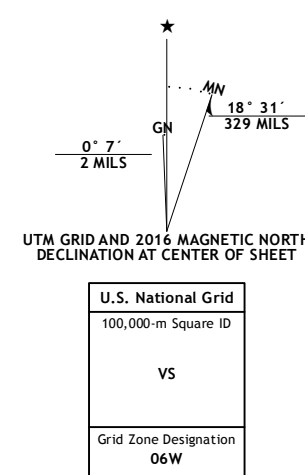 MN
18° 31´
329 MILS
GN
0° 7´
2 MILS
UTM GRID AND 2016 MAGNETIC NORTH
DECLINATION AT CENTER OF SHEET
U.S. National Grid
100,000-m Square ID
VS
Grid Zone Designation
06W